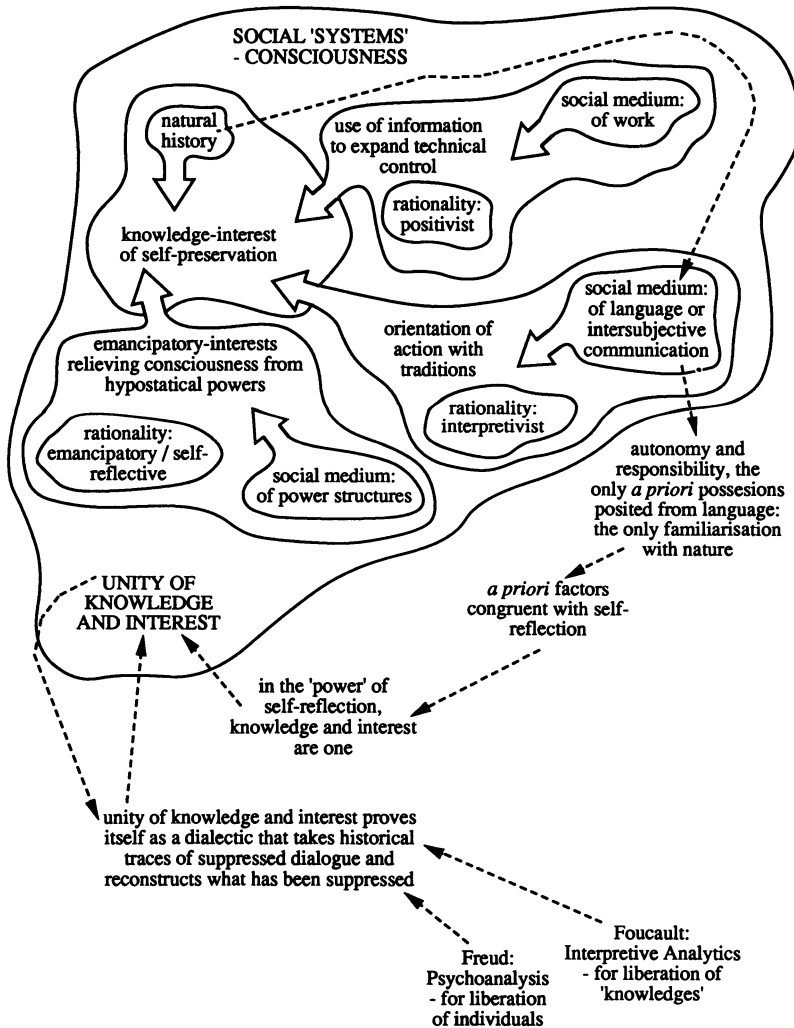 SOCIAL 'SYSTEMS'
- CONSCIOUSNESS
natural
history
use of information
to expand technical
control
social medium:
of work
rationality:
positivist
knowledge-interest
of self-preservation
social medium:
of language or
intersubjective
communication
orientation of
action with
traditions
rationality:
interpretivist
emancipatory-interests
relieving consciousness from
hypostatical powers
rationality:
emancipatory / self-
reflective
social medium:
of power structures
autonomy and
responsibility, the
only a priori possesions
posited from language:
the only familiarisation
with nature
UNITY OF
KNOWLEDGE
AND INTEREST
a priori factors
congruent with self-
reflection
in the 'power' of
self-reflection,
knowledge and interest
are one
unity of knowledge and interest proves
itself as a dialectic that takes historical
traces of suppressed dialogue and
reconstructs what has been suppressed
Freud:
Psychoanalysis
- for liberation
of individuals
Foucault:
Interpretive Analytics
- for liberation of
'knowledges'